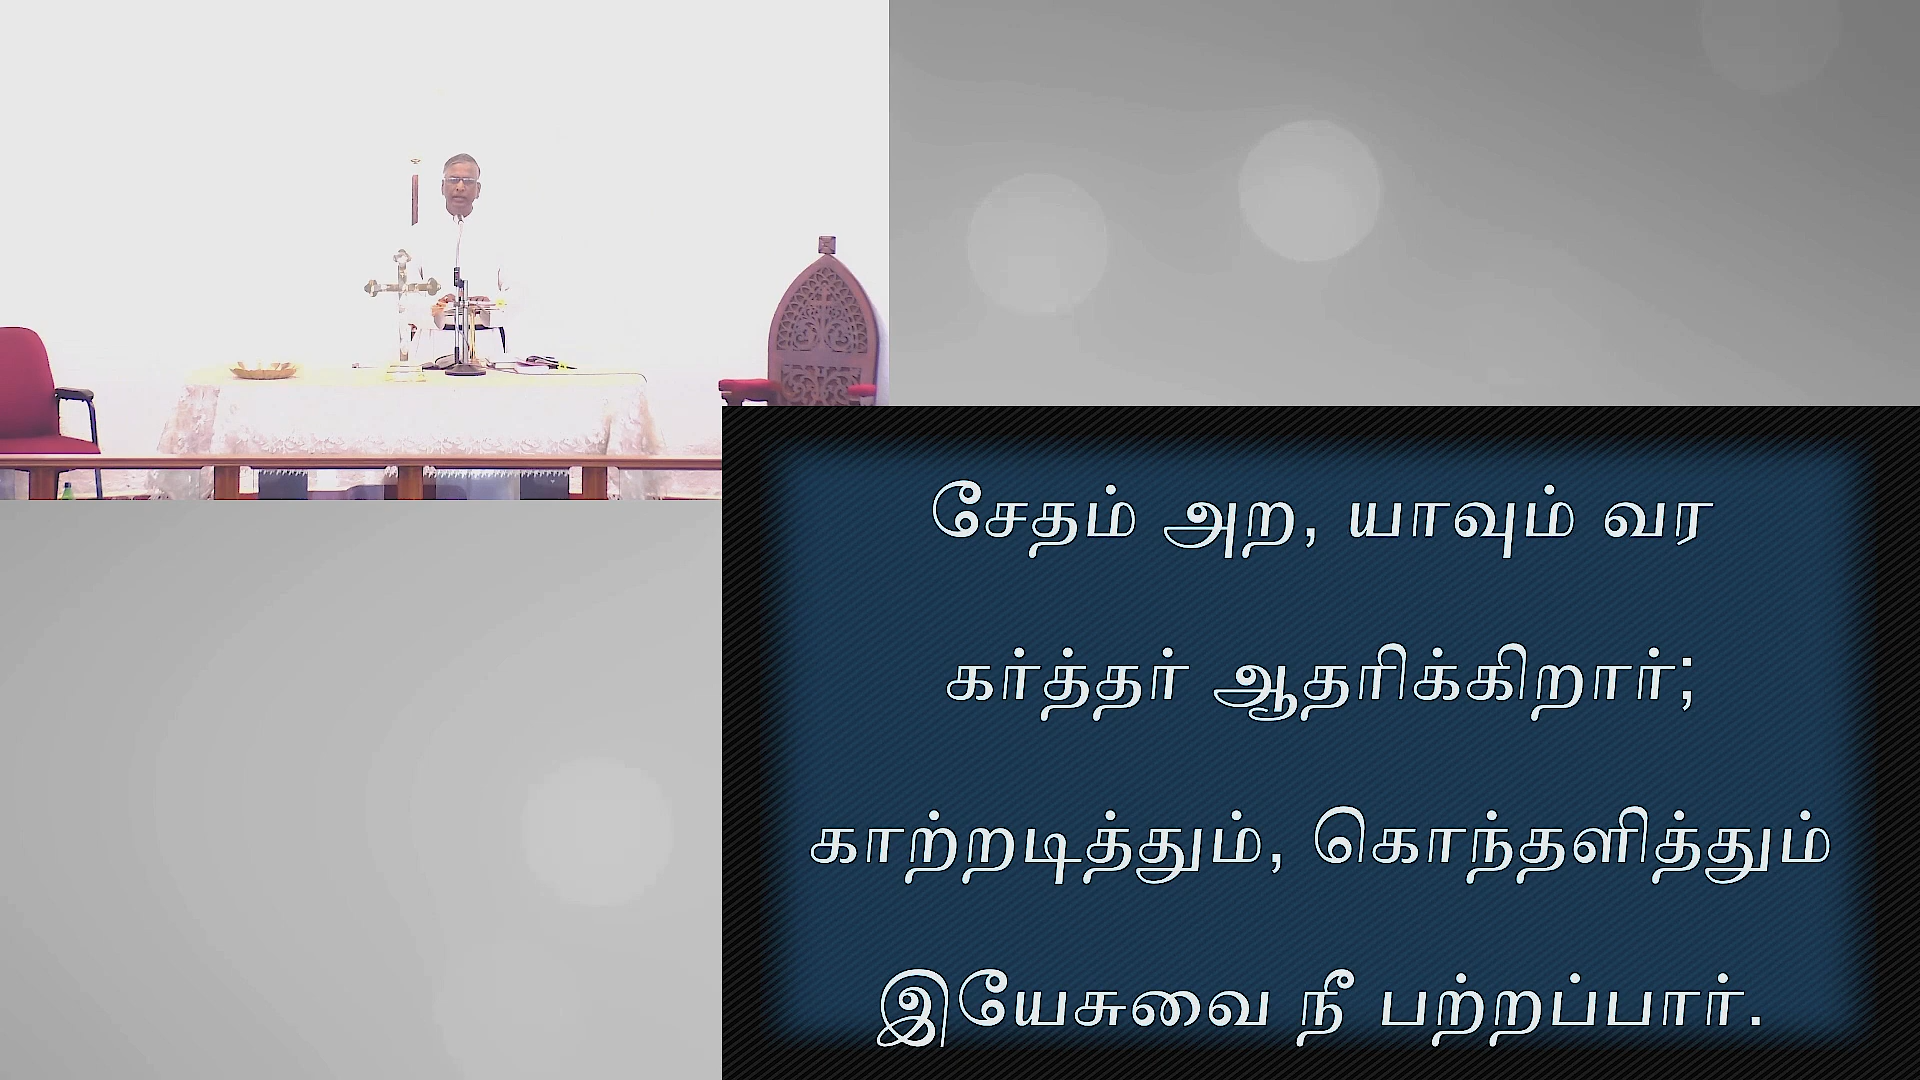 சேதம் அற, யாவும் வர
கர்த்தர் ஆதரிக்கிறார்;
காற்றடித்தும், கொந்தளித்தும்
இயேசுவை நீ பற்றப்பார்.